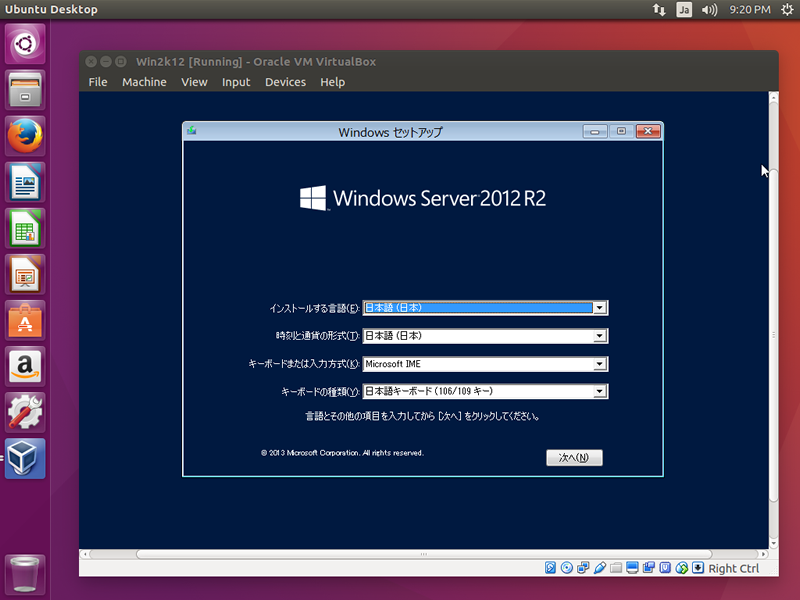 Ubuntu Desktop
Ja
9:20 PM
Win2k12 [Running] - Oracle VM VirtualBox
File Machine View Input Devices Help
Windows セットアップ
Windows Server 2012 R2
インストールする言語(E): 日本語 (日本)
時刻と通貨の形式(T): 日本語 (日本)
キーボードまたは入力方式(K): Microsoft IME
キーボードの種類(Y): 日本語キーボード (106/109 キー)
言語とその他の項目を入力してから [次へ] をクリックしてください。
© 2013 Microsoft Corporation. All rights reserved.
次へ(N)
Right Ctrl